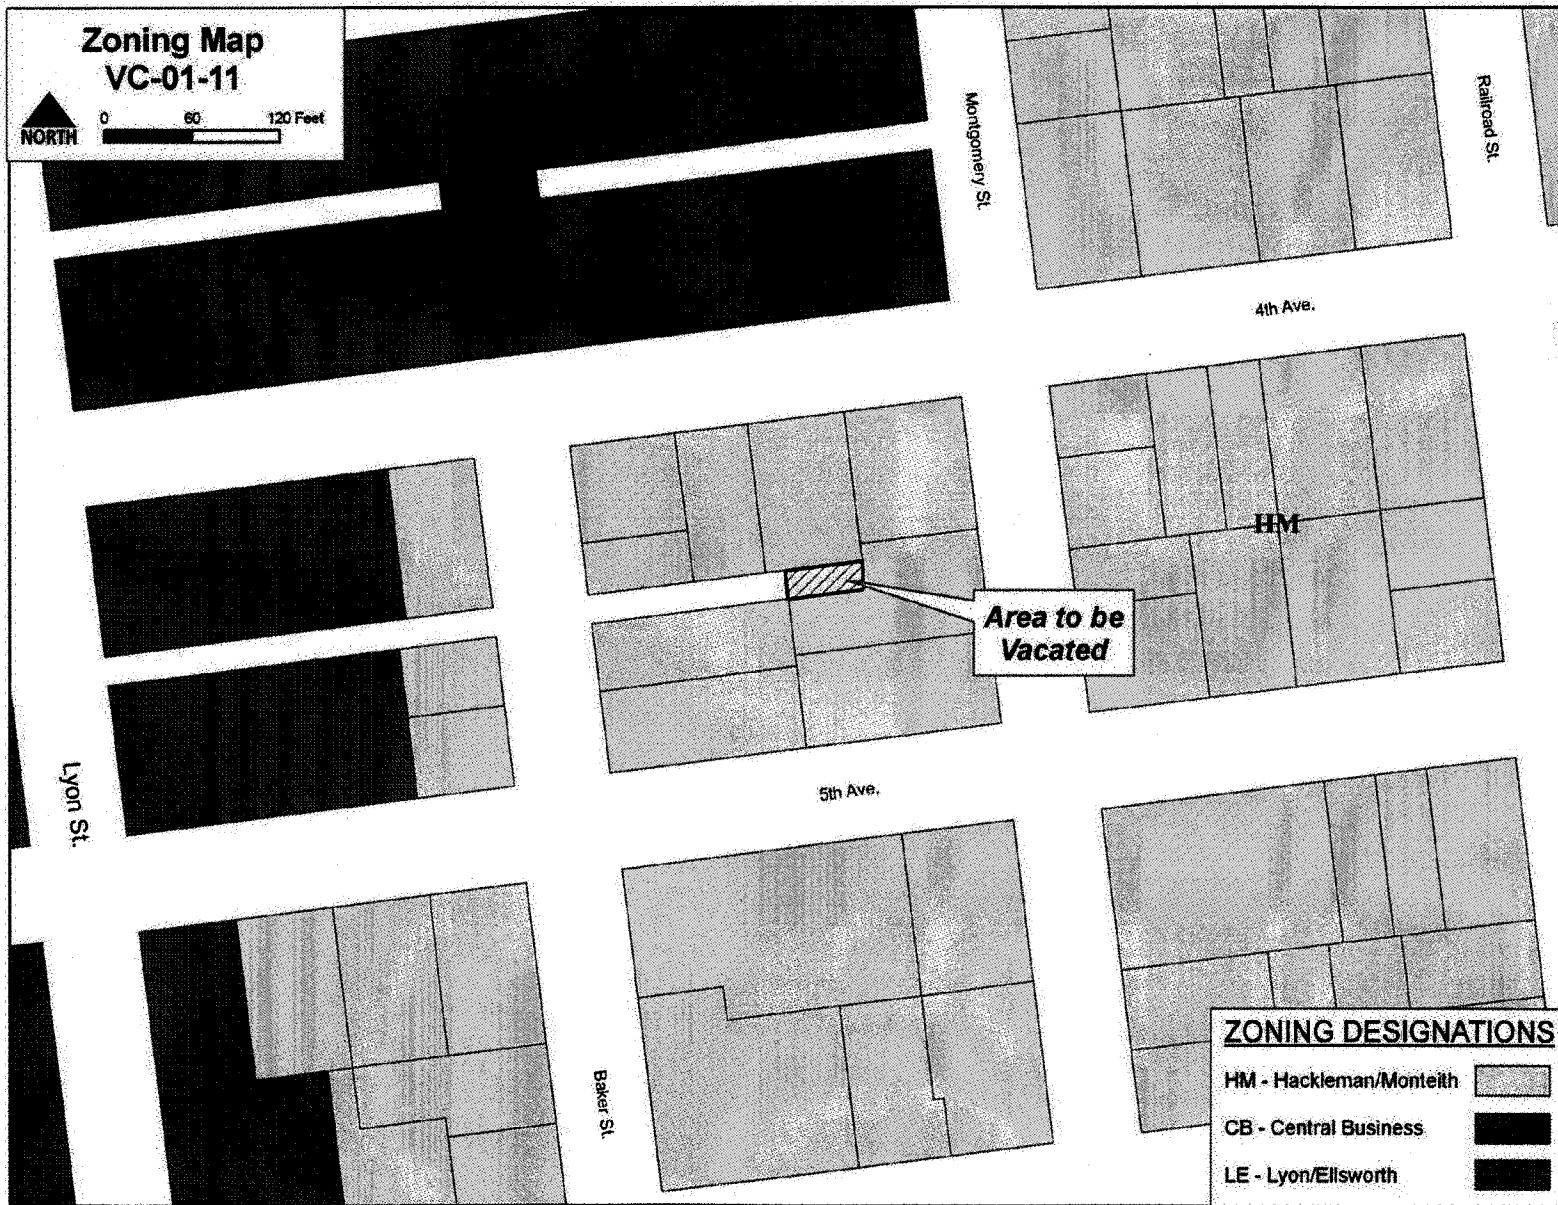 Zoning Map
VC-01-11
NORTH
0 60 120 Feet
Montgomery St.
Railroad St.
4th Ave.
HM
Area to be
Vacated
Lyon St.
5th Ave.
Baker St.
ZONING DESIGNATIONS
HM - Hackleman/Monteith
CB - Central Business
LE - Lyon/Ellsworth